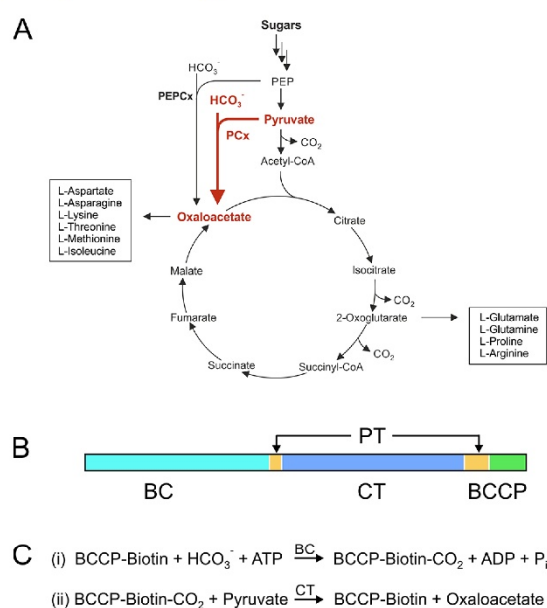 A
Sugars
HCO3-
PEP
PEPCx
HCO3-
Pyruvate
PCx
CO2
Acetyl-CoA
L-Aspartate
L-Asparagine
L-Lysine
L-Threonine
L-Methionine
L-Isoleucine
Oxaloacetate
Citrate
Malate
Isocitrate
CO2
Fumarate
2-Oxoglutarate
L-Glutamate
L-Glutamine
L-Proline
L-Arginine
CO2
Succinate
Succinyl-CoA
B
PT
BC
CT
BCCP
C
(i) BCCP-Biotin + HCO3- + ATP BC BCCP-Biotin-CO2 + ADP + Pi
(ii) BCCP-Biotin-CO2 + Pyruvate CT BCCP-Biotin + Oxaloacetate